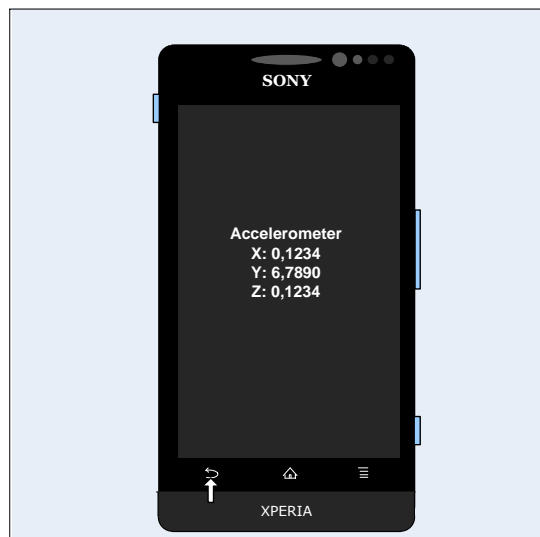 SONY
Accelerometer
X: 0,1234
Y: 6,7890
Z: 0,1234
XPERIA